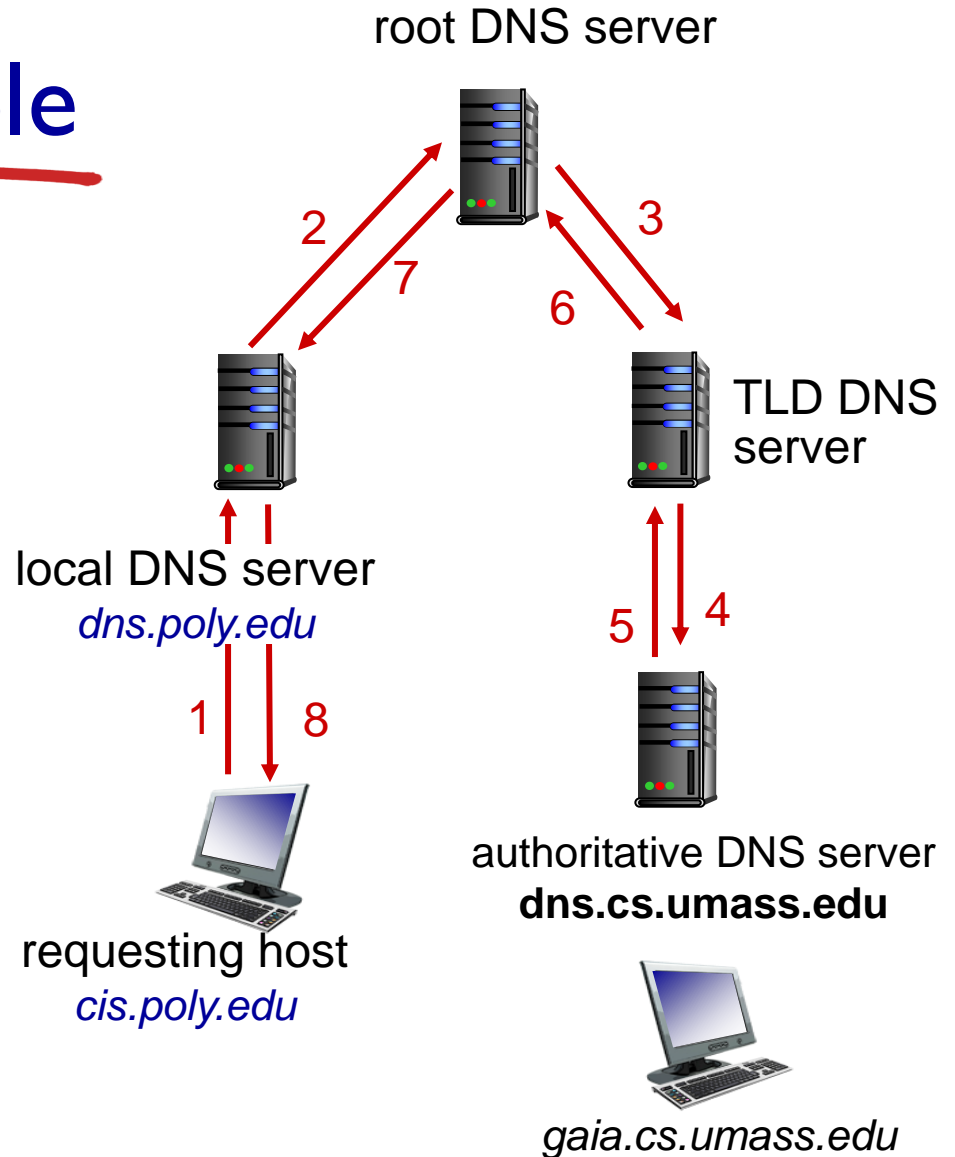 root DNS server
le
2
3
7
6
TLD DNS
server
local DNS server
dns.poly.edu
5
4
1
8
authoritative DNS server
dns.cs.umass.edu
requesting host
cis.poly.edu
gaia.cs.umass.edu